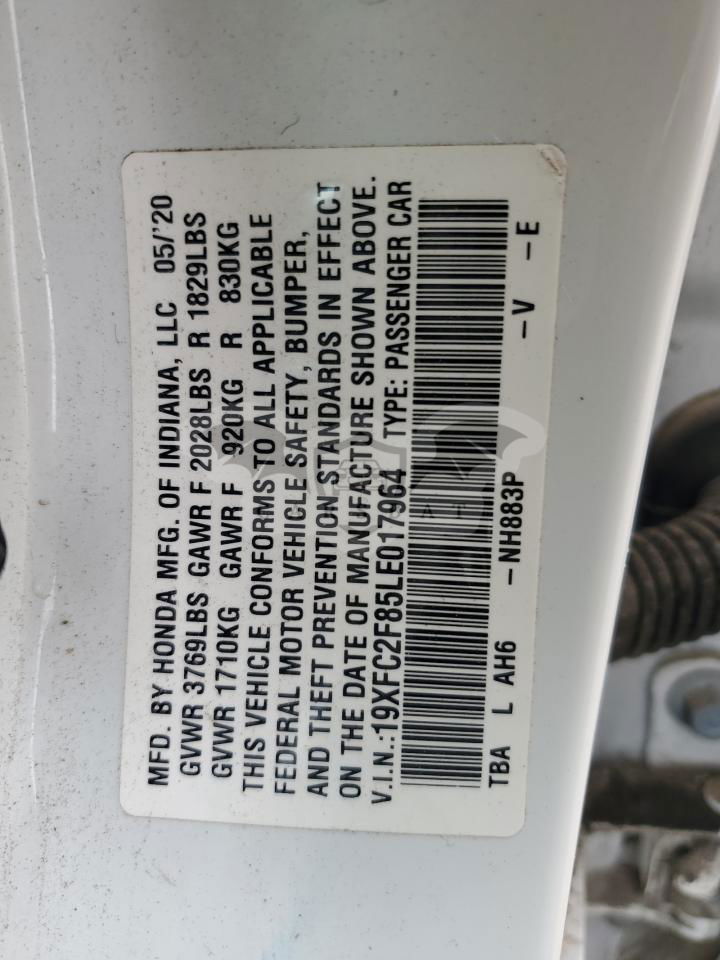 MFD. BY HONDA MFG. OF INDIANA, LLC 05/'20
GVWR 3769LBS GAWR F 2028LBS R 1829LBS
GVWR 1710KG GAWR F 920KG R 830KG
THIS VEHICLE CONFORMS TO ALL APPLICABLE
FEDERAL MOTOR VEHICLE SAFETY, BUMPER,
AND THEFT PREVENTION STANDARDS IN EFFECT
ON THE DATE OF MANUFACTURE SHOWN ABOVE.
V.I.N.:19XFC2F85LE017964 TYPE: PASSENGER CAR
TBA L AH6 -NH883P -V -E